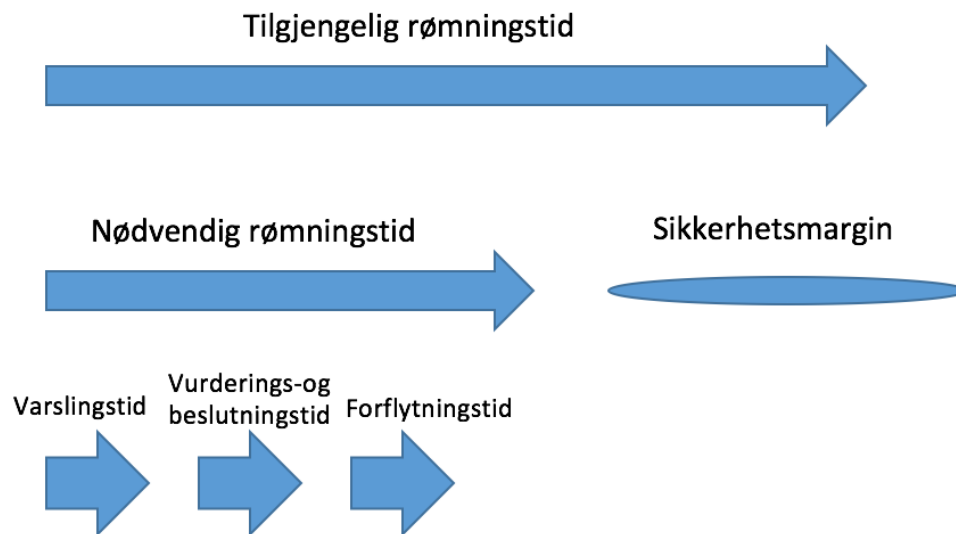 Tilgjengelig rømningstid
Nødvendig rømningstid
Sikkerhetsmargin
Varslingstid
Vurderings-og
beslutningstid
Forflytningstid